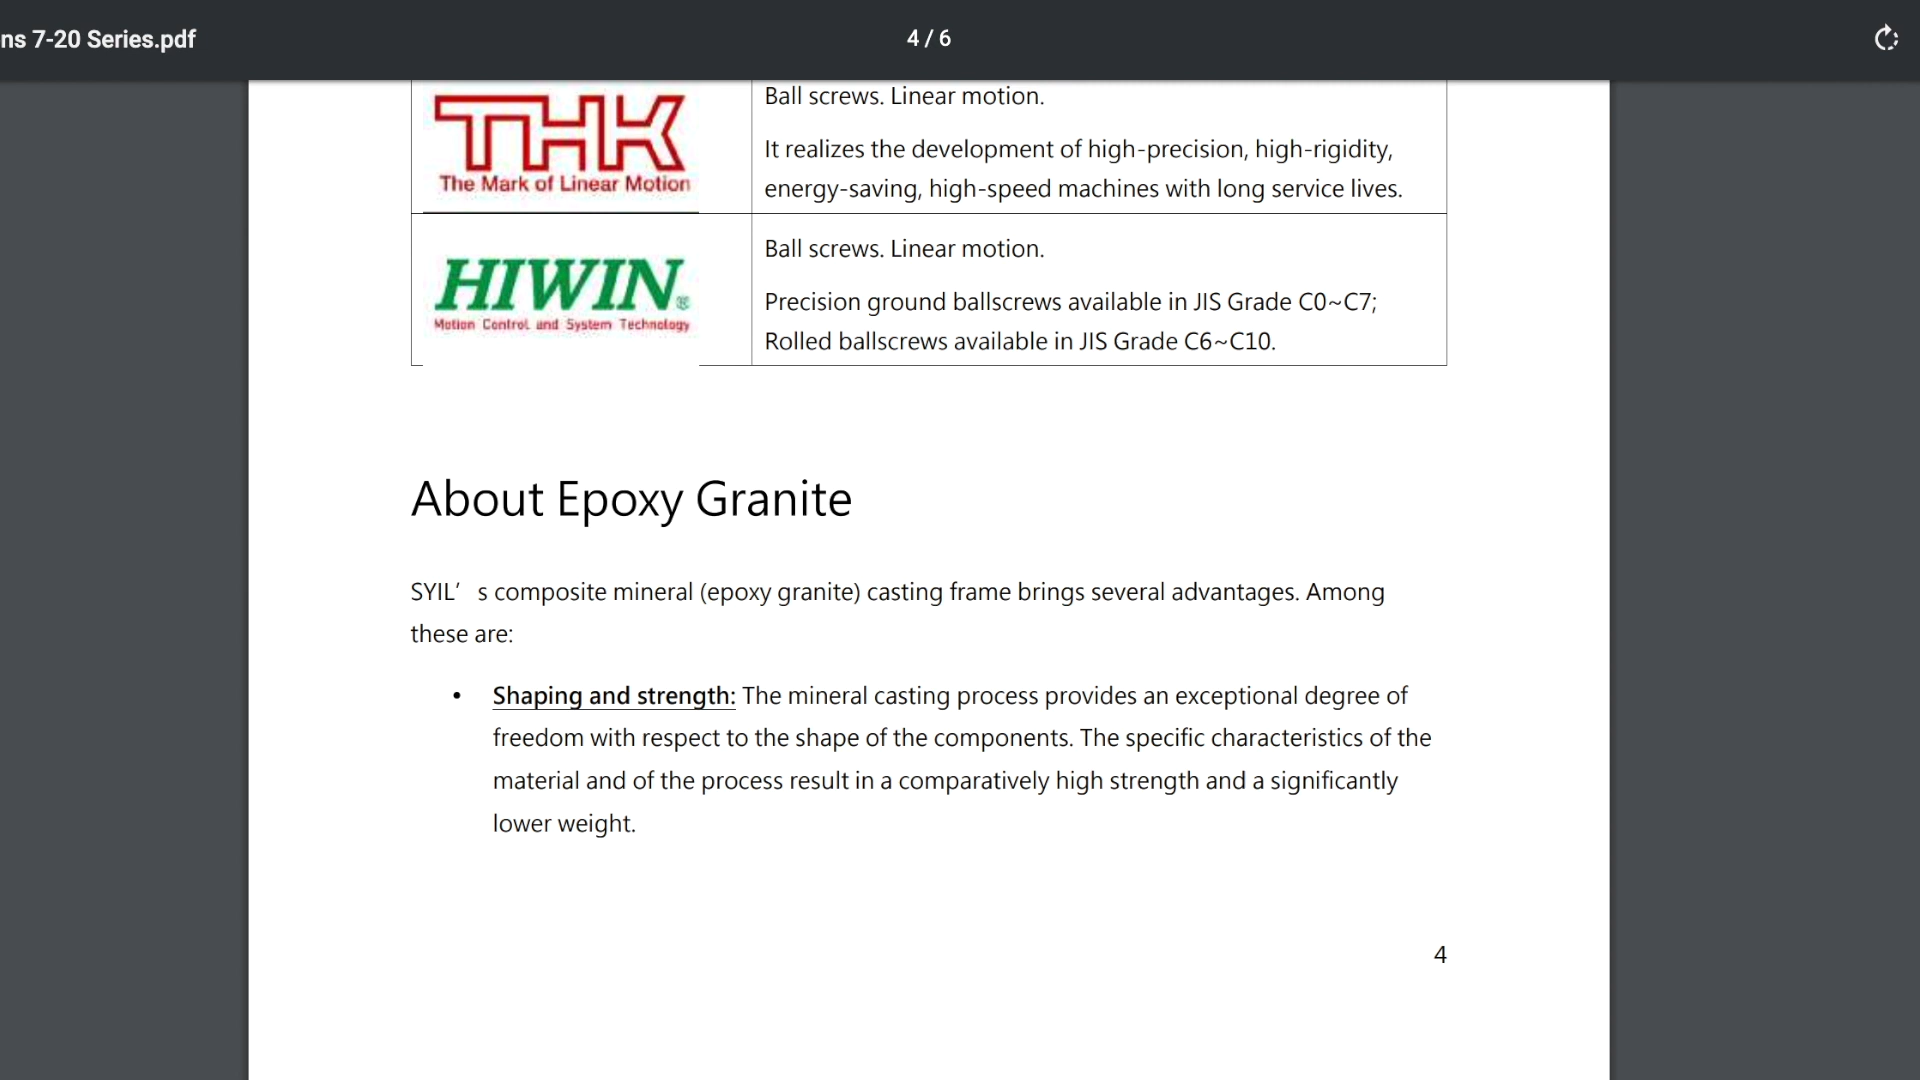 ns 7-20 Series.pdf
4 / 6
THK
The Mark of Linear Motion
Ball screws. Linear motion.
It realizes the development of high-precision, high-rigidity,
energy-saving, high-speed machines with long service lives.
HIWIN®
Motion Control and System Technology
Ball screws. Linear motion.
Precision ground ballscrews available in JIS Grade C0~C7;
Rolled ballscrews available in JIS Grade C6~C10.
About Epoxy Granite
SYIL’ s composite mineral (epoxy granite) casting frame brings several advantages. Among
these are:
• Shaping and strength: The mineral casting process provides an exceptional degree of
freedom with respect to the shape of the components. The specific characteristics of the
material and of the process result in a comparatively high strength and a significantly
lower weight.
4